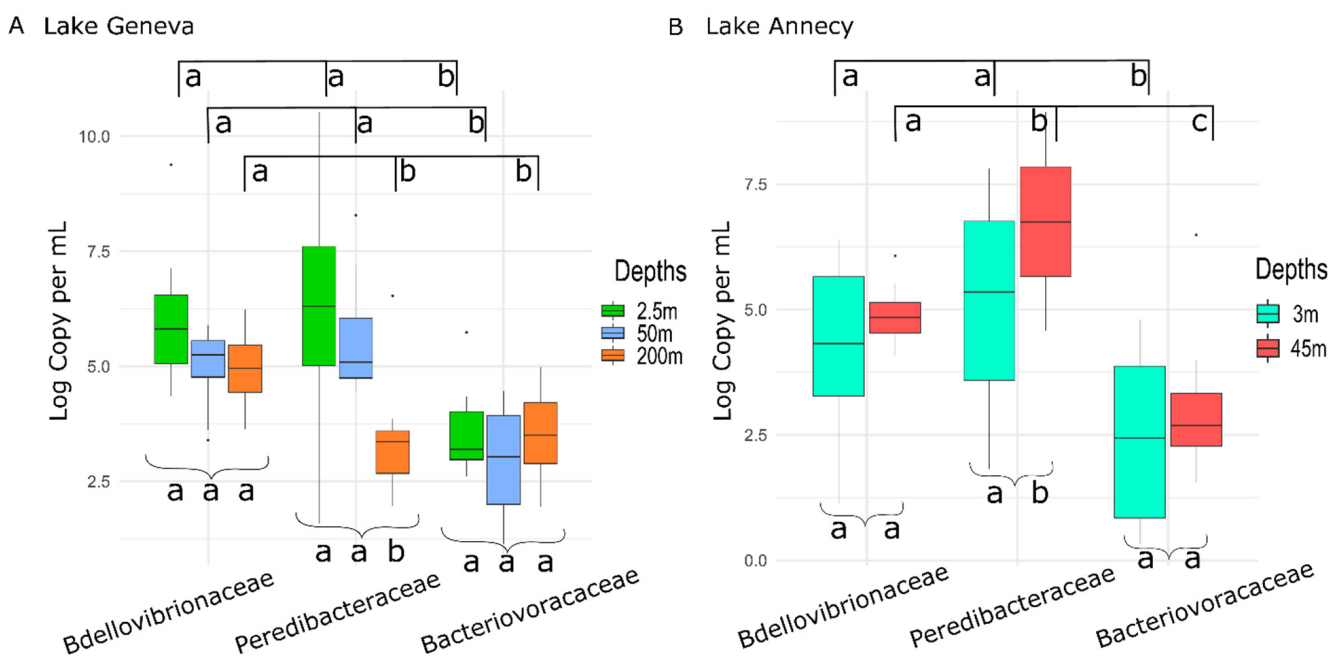 A Lake Geneva
a a b
a a b
a b b
10.0
7.5
5.0
2.5
Log Copy per mL
a a a
a a b
a a a
Bdellovibrionaceae
Peredibacteraceae
Bacteriovoracaceae
Depths
2.5m
50m
200m
B Lake Annecy
a a b
a b c
7.5
5.0
2.5
0.0
Log Copy per mL
a a
a b
a a
Bdellovibrionaceae
Peredibacteraceae
Bacteriovoracaceae
Depths
3m
45m